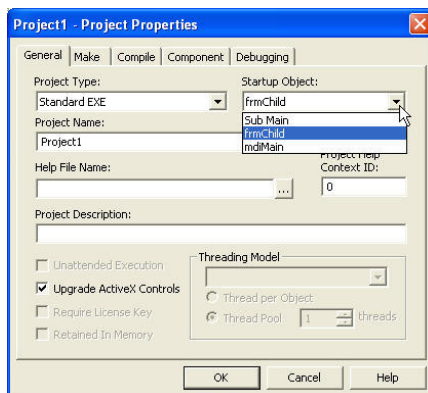 Project1 - Project Properties
General Make Compile Component Debugging
Project Type: Startup Object:
Standard EXE frmChild
Sub Main
frmChild
mdiMain
Project Name:
Project1
Project Help
Context ID:
Help File Name:
... 0
Project Description:
Unattended Execution
Upgrade ActiveX Controls
Require License Key
Retained In Memory
Threading Model
Thread per Object
Thread Pool 1 threads
OK Cancel Help